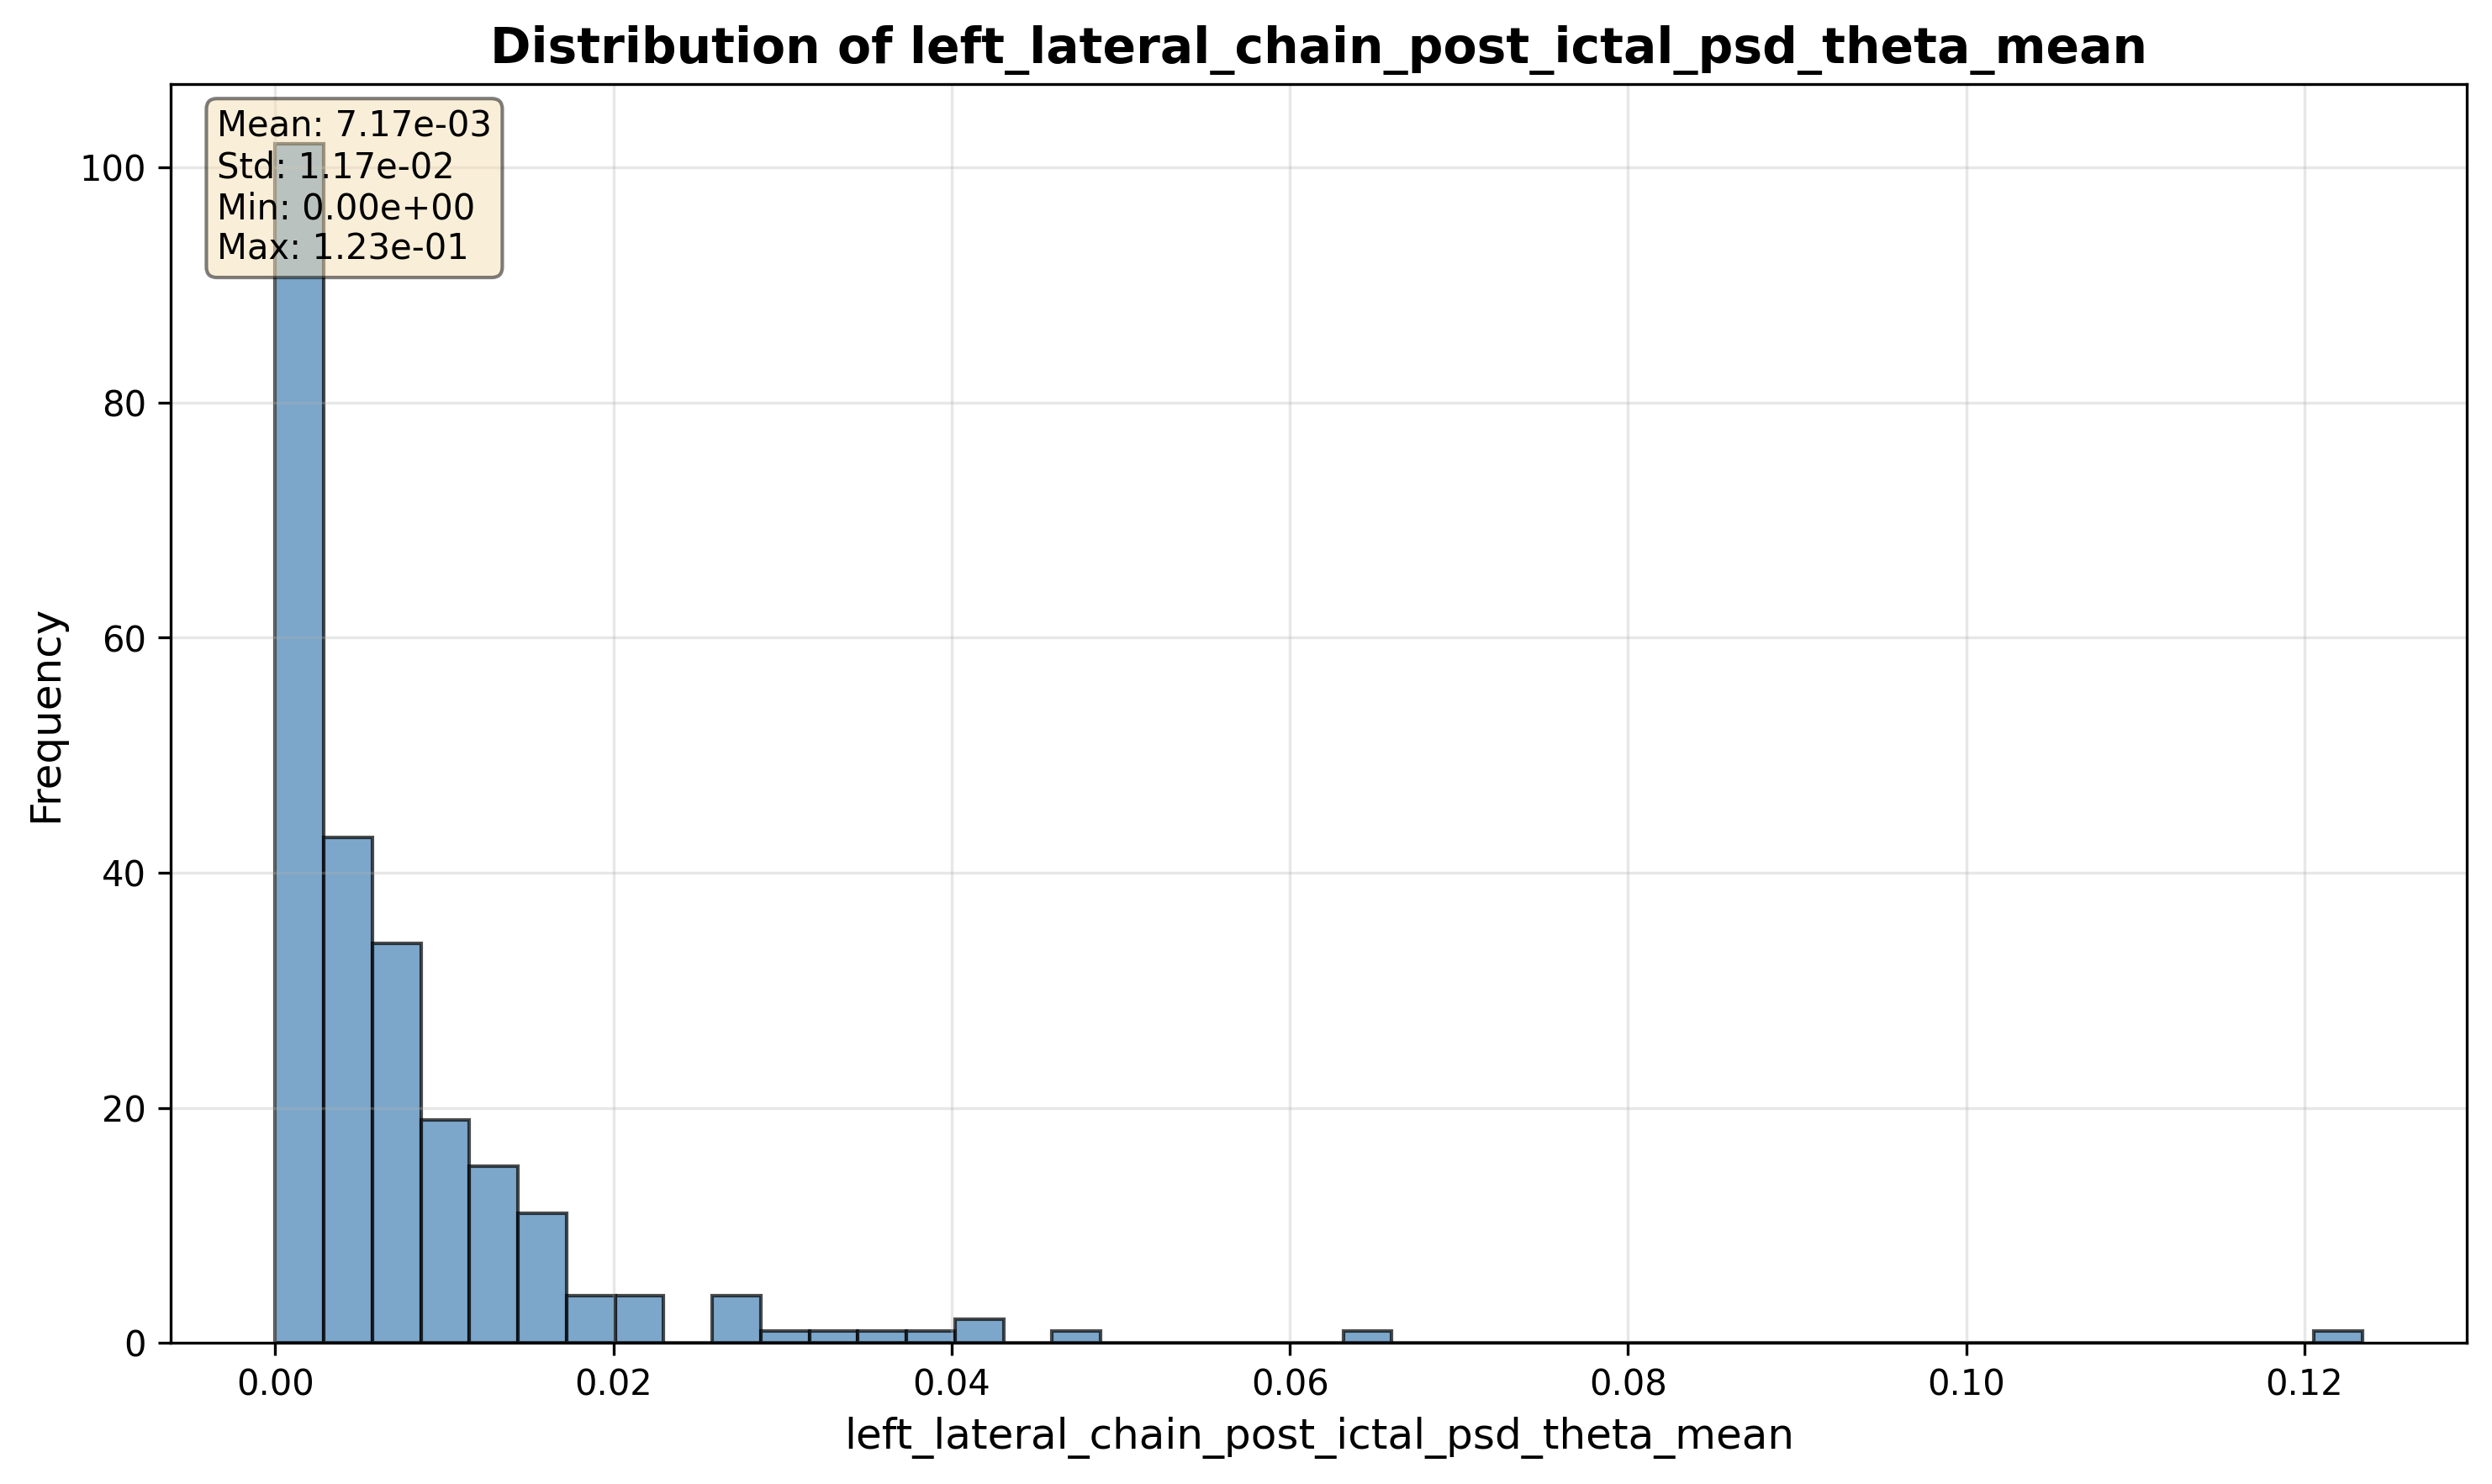 Distribution of left_lateral_chain_post_ictal_psd_theta_mean
Mean: 7.17e-03
Std: 1.17e-02
Min: 0.00e+00
Max: 1.23e-01
100
80
60
40
20
0
Frequency
0.00 0.02 0.04 0.06 0.08 0.10 0.12
left_lateral_chain_post_ictal_psd_theta_mean